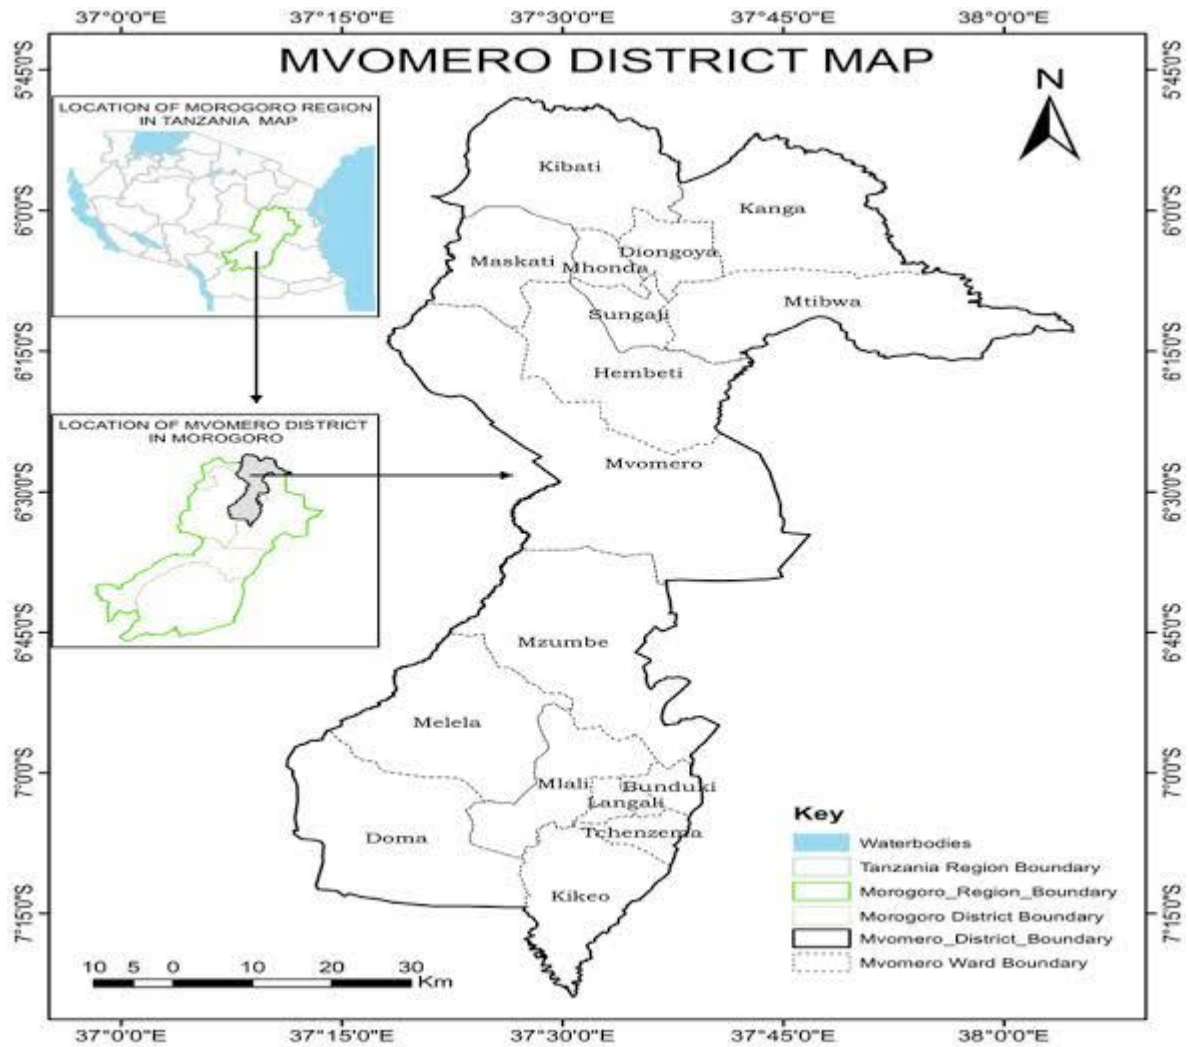 37°0'0"E 37°15'0"E 37°30'0"E 37°45'0"E 38°0'0"E
MVOMERO DISTRICT MAP
N
5°45'0"S
6°0'0"S
6°15'0"S
6°30'0"S
6°45'0"S
7°0'0"S
7°15'0"S
5°45'0"S
6°0'0"S
6°15'0"S
6°30'0"S
6°45'0"S
7°0'0"S
7°15'0"S
LOCATION OF MOROGORO REGION
IN TANZANIA MAP
LOCATION OF MVOMERO DISTRICT
IN MOROGORO
Kibati
Kanga
Diongoya
Maskati
Mhonda
Mtibwa
Sungaji
Hembeti
Mvomero
Mzumbe
Melela
Mlali
Bunduki
Langali
Tchenzema
Doma
Kikeo
Key
Waterbodies
Tanzania Region Boundary
Morogoro_Region_Boundary
Morogoro District Boundary
Mvomero_District_Boundary
Mvomero Ward Boundary
10 5 0 10 20 30
Km
37°0'0"E 37°15'0"E 37°30'0"E 37°45'0"E 38°0'0"E